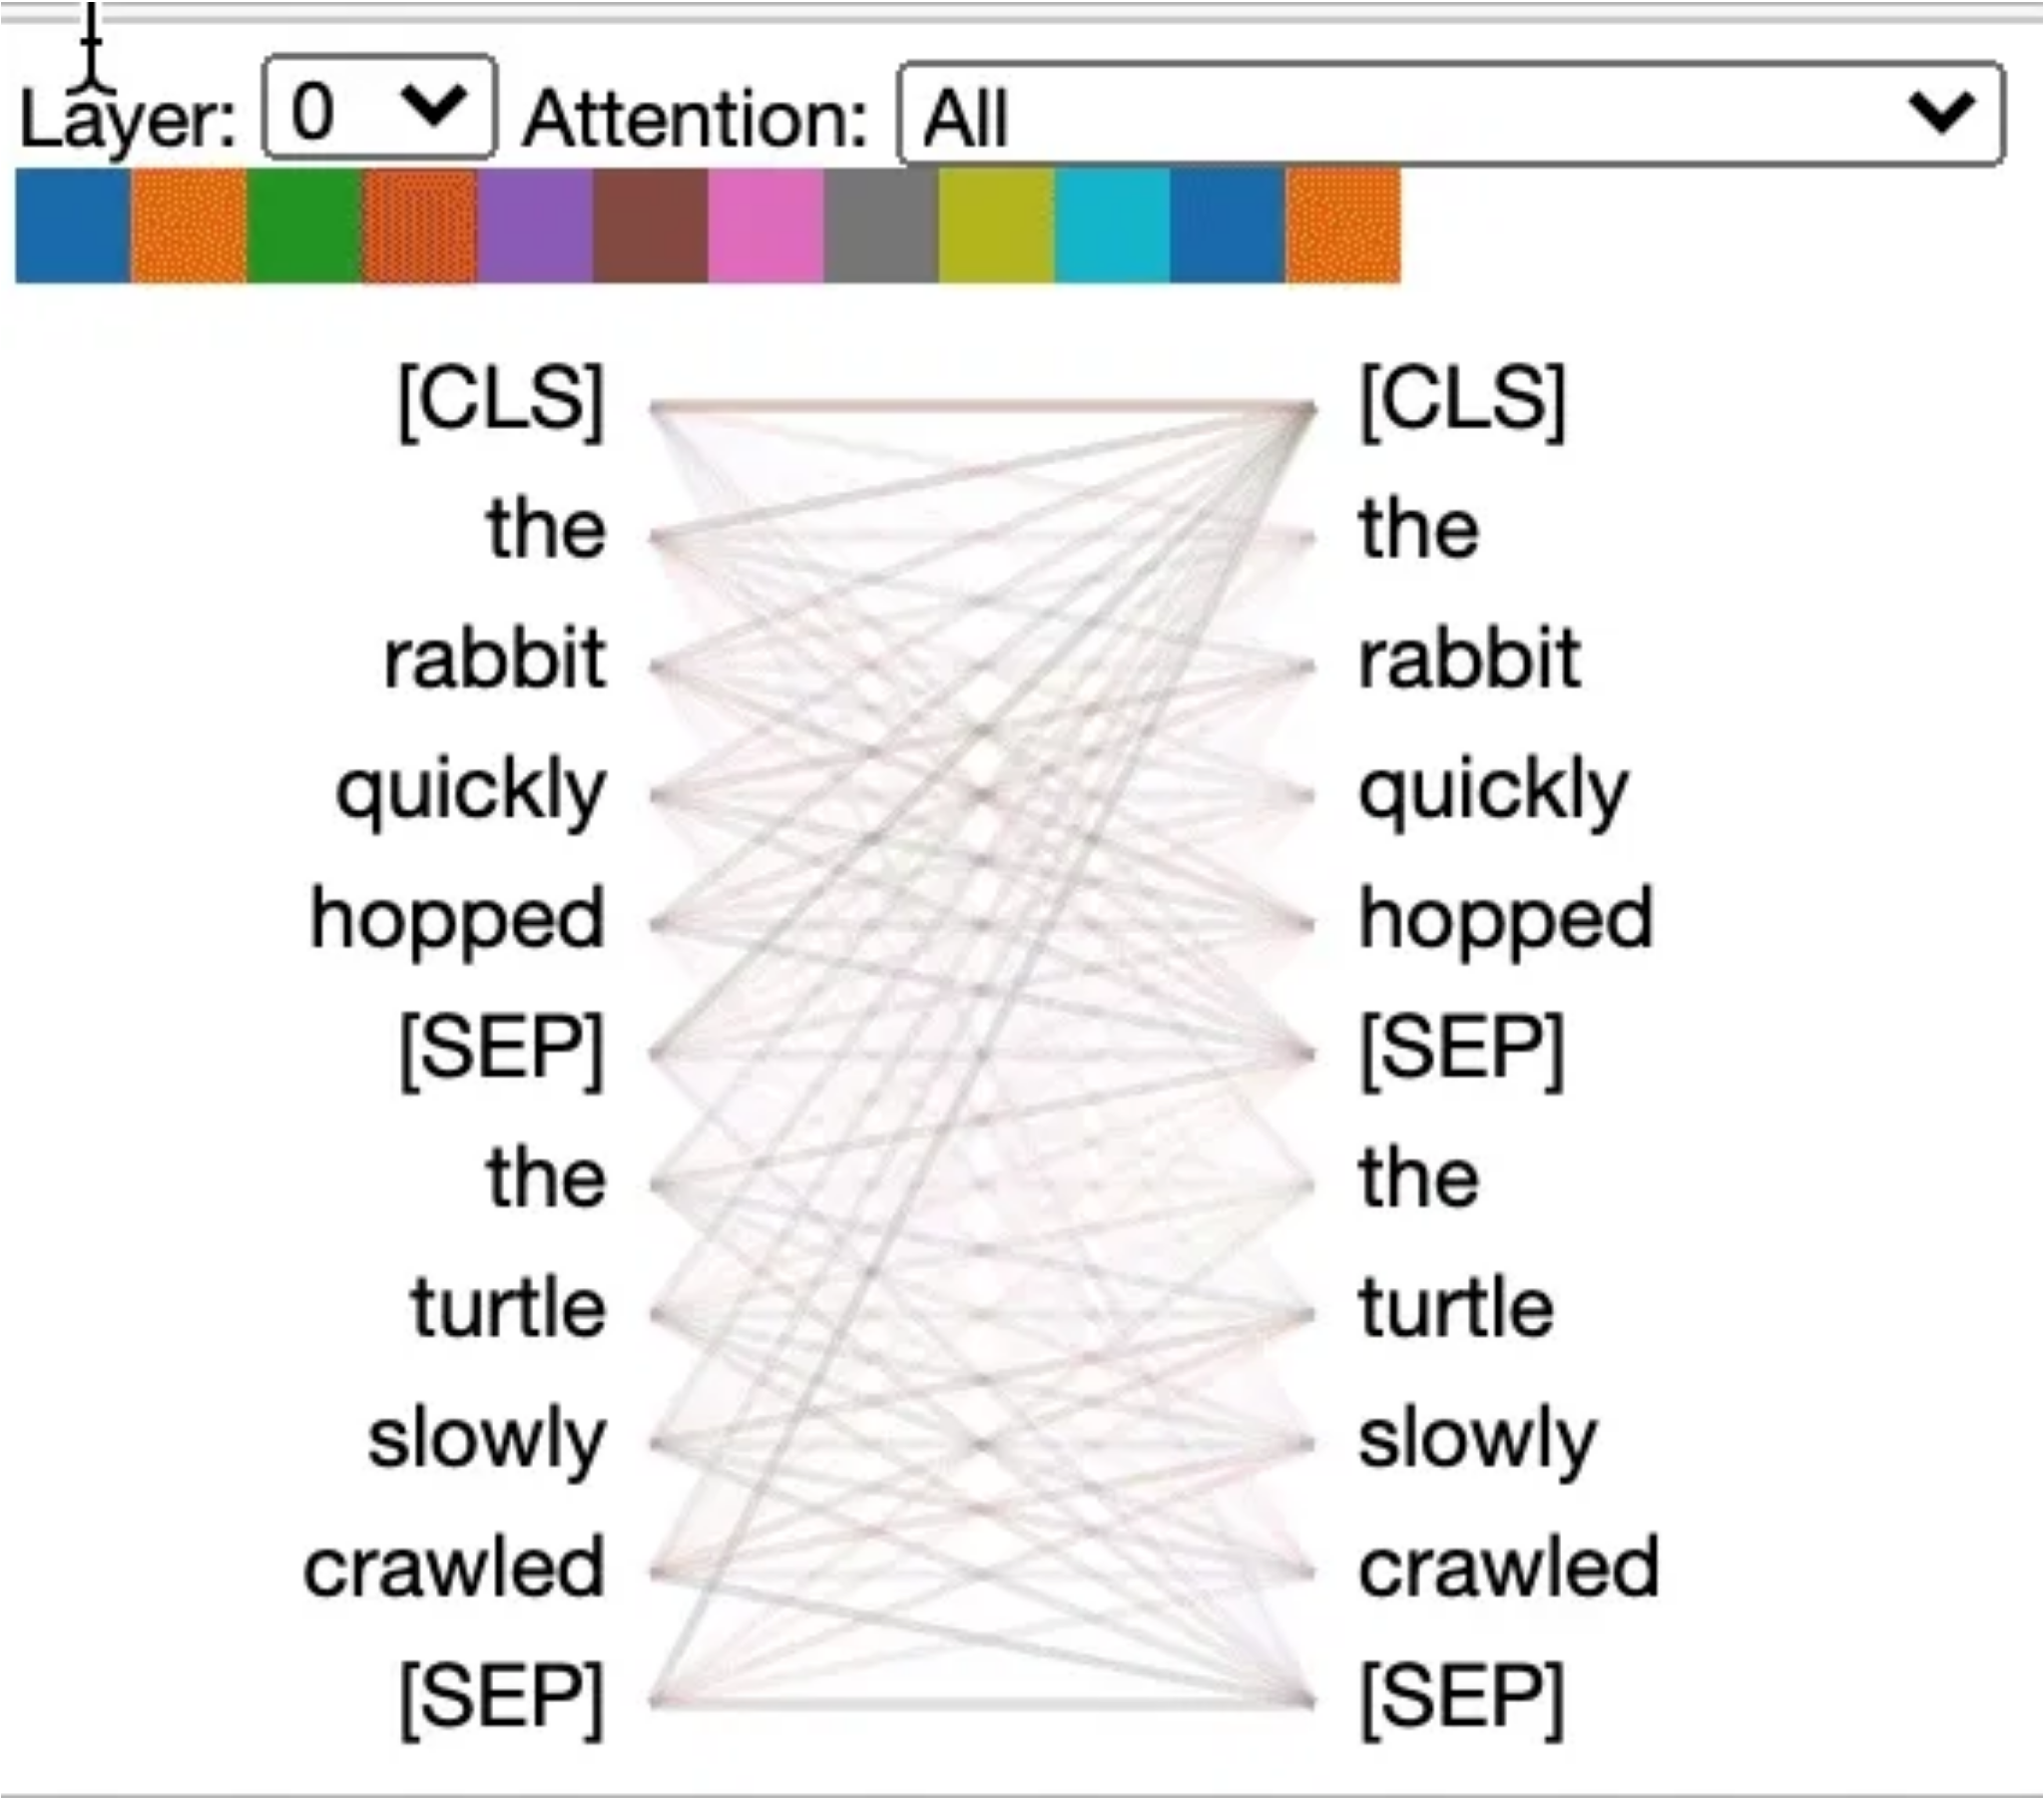 Layer: 0 Attention: All
[CLS] [CLS]
the the
rabbit rabbit
quickly quickly
hopped hopped
[SEP] [SEP]
the the
turtle turtle
slowly slowly
crawled crawled
[SEP] [SEP]